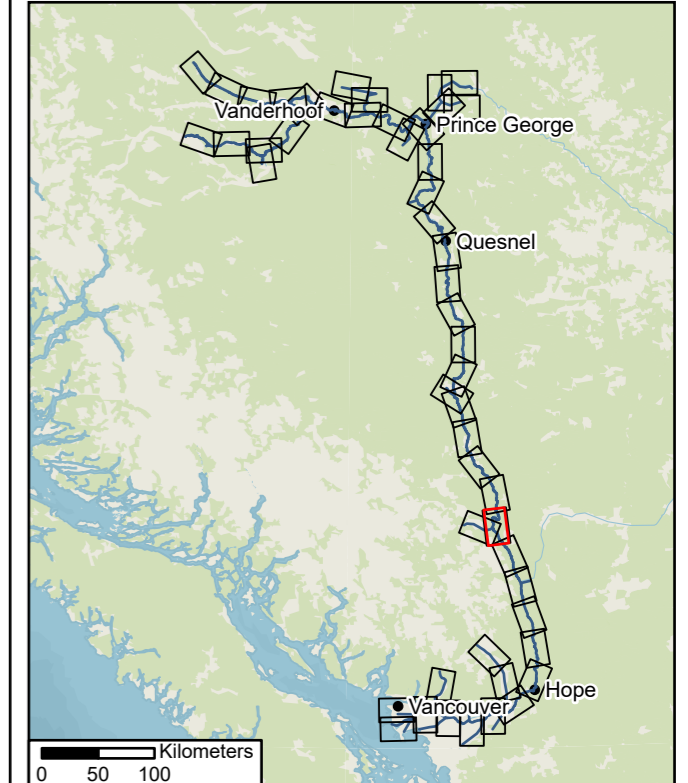 Vanderhoof
Prince George
Quesnel
Hope
Vancouver
Kilometers
0 50 100